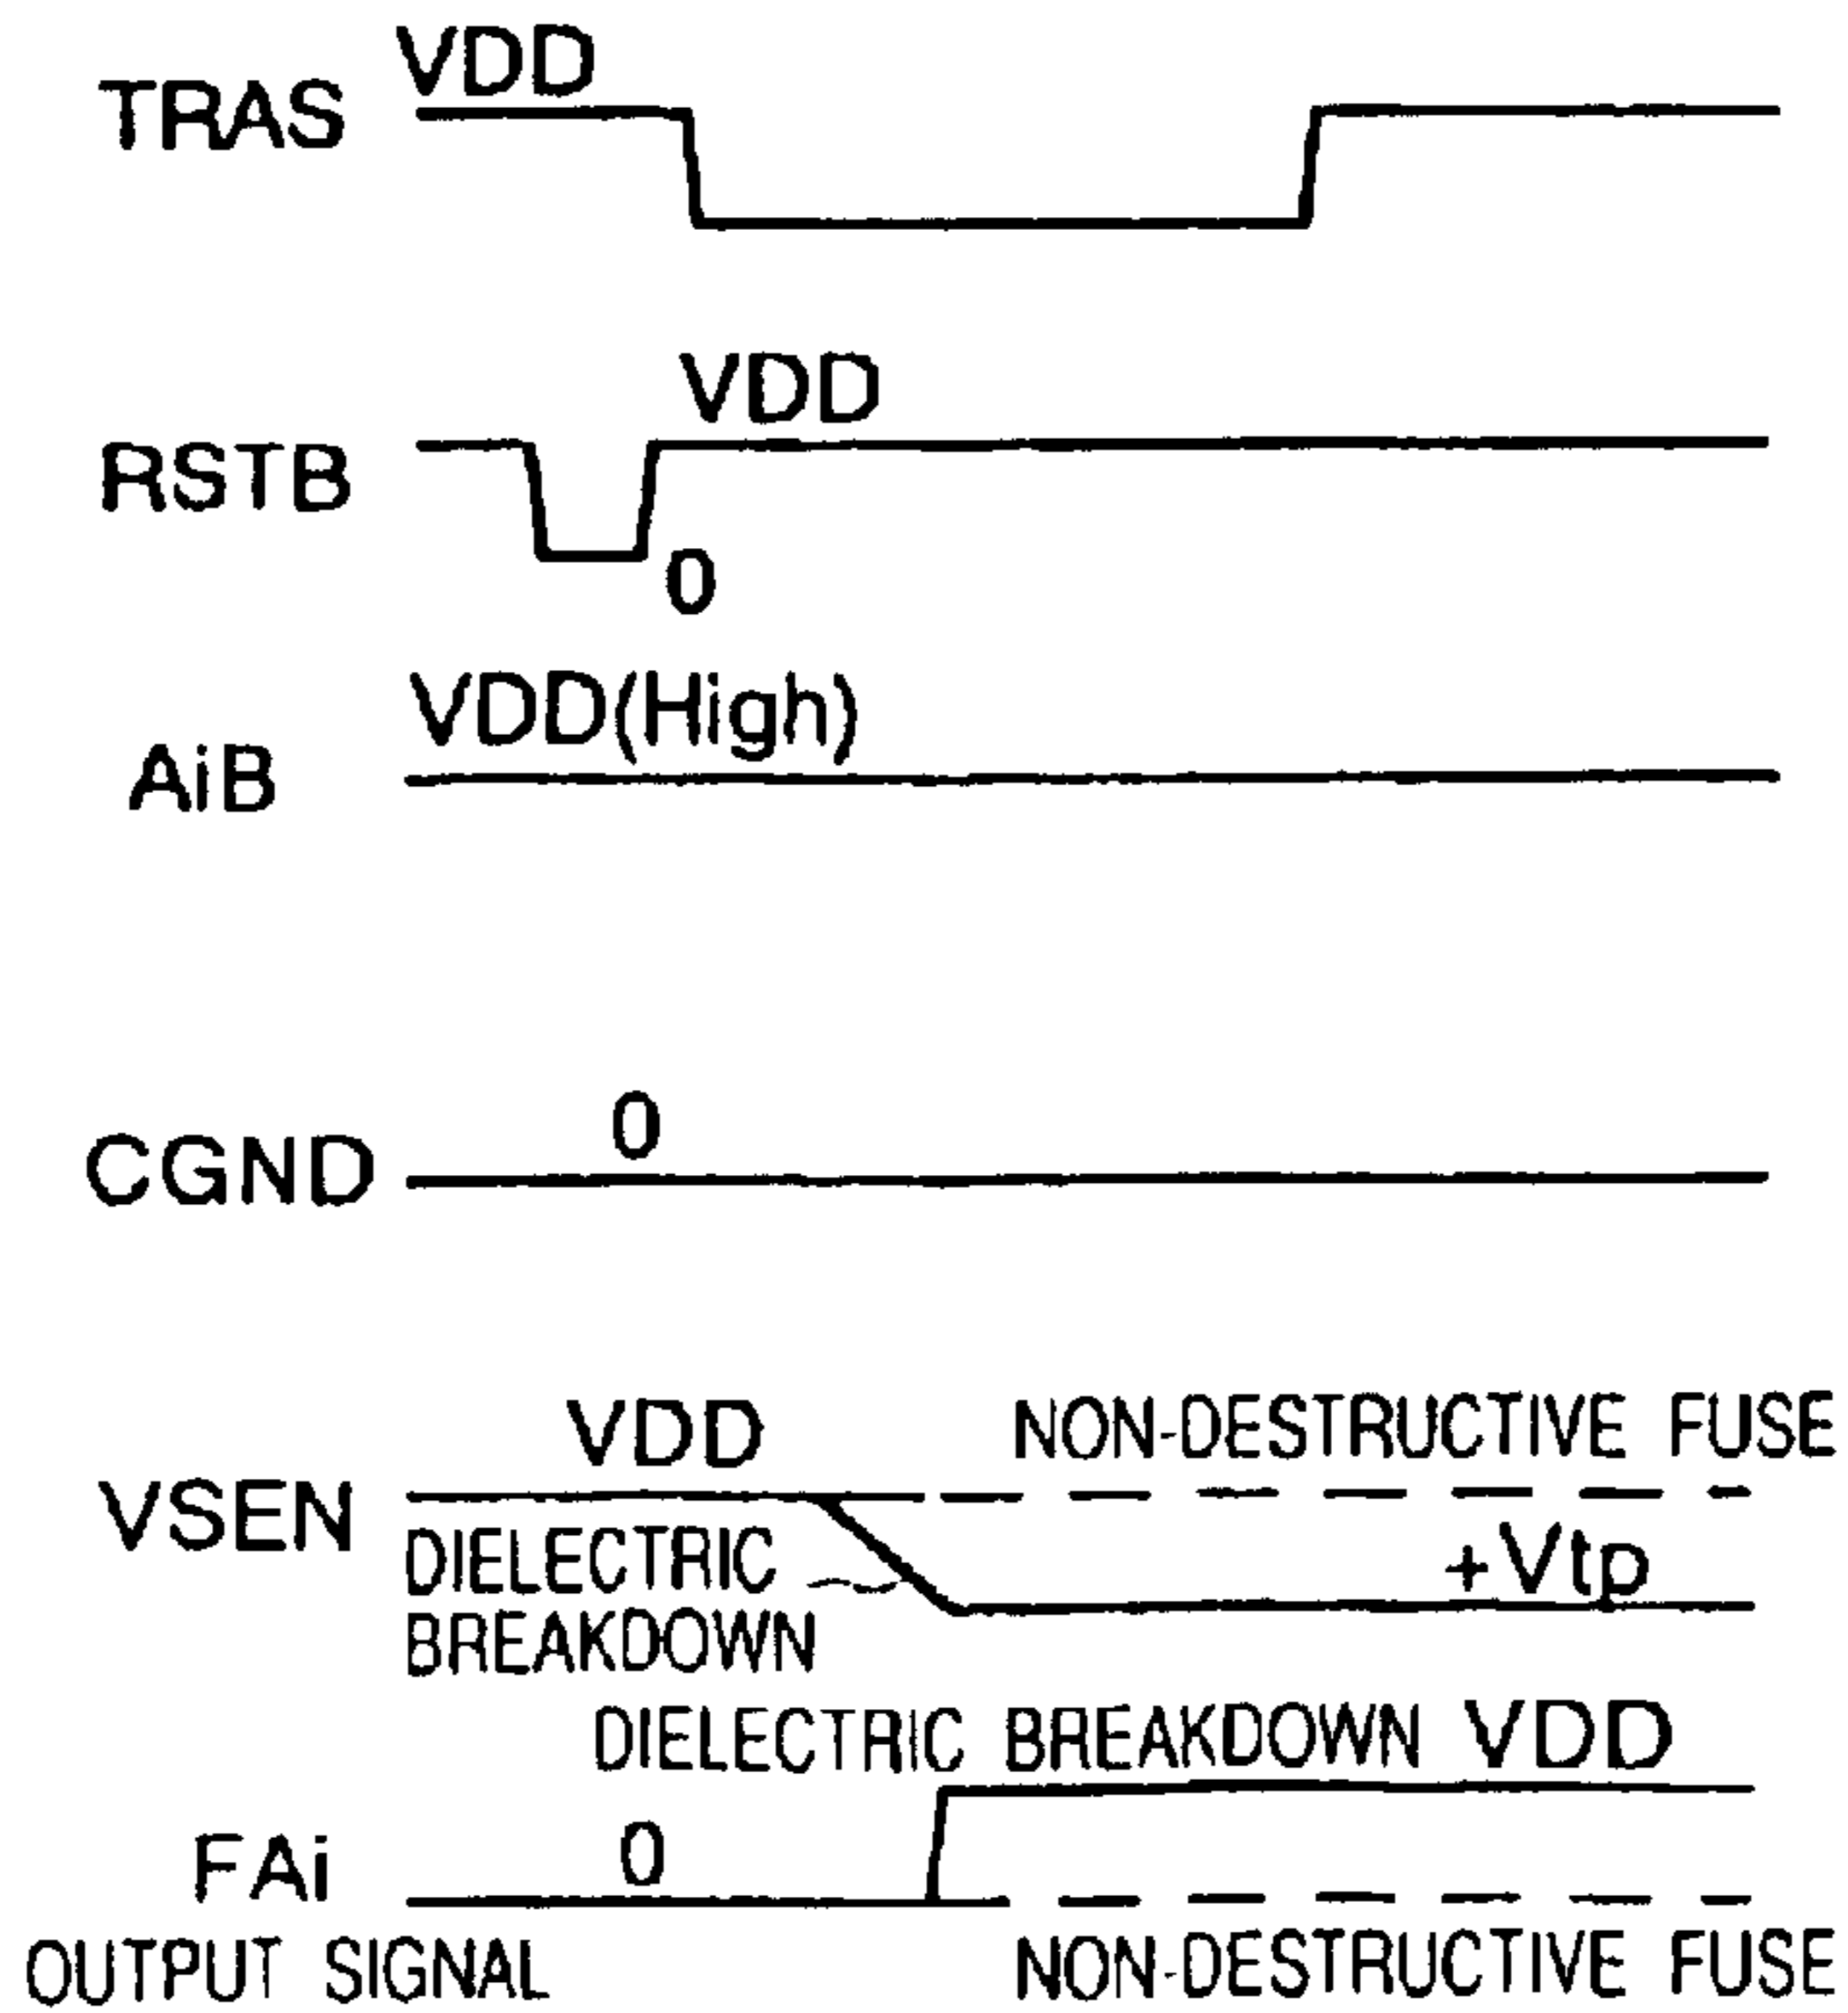 VDD
TRAS
VDD
RSTB
0
VDD(High)
AiB
0
CGND
VDD
NON-DESTRUCTIVE FUSE
VSEN
DIELECTRIC
BREAKDOWN
+Vtp
DIELECTRIC BREAKDOWN VDD
0
FAi
OUTPUT SIGNAL
NON-DESTRUCTIVE FUSE